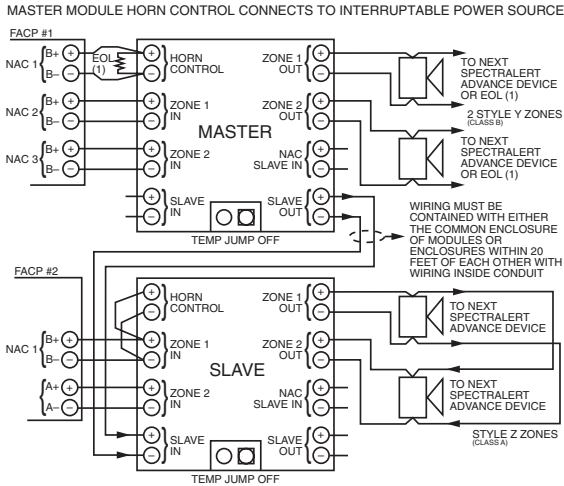 MASTER MODULE HORN CONTROL CONNECTS TO INTERRUPTABLE POWER SOURCE
FACP #1
NAC 1
B+ +
B– –
EOL
(1)
+ HORN
– CONTROL
NAC 2
B+ +
B– –
+ ZONE 1
– IN
NAC 3
B+ +
B– –
+ ZONE 2
– IN
+ SLAVE
– IN
MASTER
ZONE 1 +
OUT –
ZONE 2 +
OUT –
NAC +
SLAVE IN –
SLAVE +
OUT –
TEMP JUMP OFF
TO NEXT
SPECTRALERT
ADVANCE DEVICE
OR EOL (1)
2 STYLE Y ZONES
(CLASS B)
TO NEXT
SPECTRALERT
ADVANCE DEVICE
OR EOL (1)
WIRING MUST BE
CONTAINED WITH EITHER
THE COMMON ENCLOSURE
OF MODULES OR
ENCLOSURES WITHIN 20
FEET OF EACH OTHER WITH
WIRING INSIDE CONDUIT
FACP #2
NAC 1
B+ +
B– –
A+ +
A– –
+ HORN
– CONTROL
+ ZONE 1
– IN
+ ZONE 2
– IN
+ SLAVE
– IN
SLAVE
ZONE 1 +
OUT –
ZONE 2 +
OUT –
NAC +
SLAVE IN –
SLAVE +
OUT –
TEMP JUMP OFF
TO NEXT
SPECTRALERT
ADVANCE DEVICE
TO NEXT
SPECTRALERT
ADVANCE DEVICE
STYLE Z ZONES
(CLASS A)